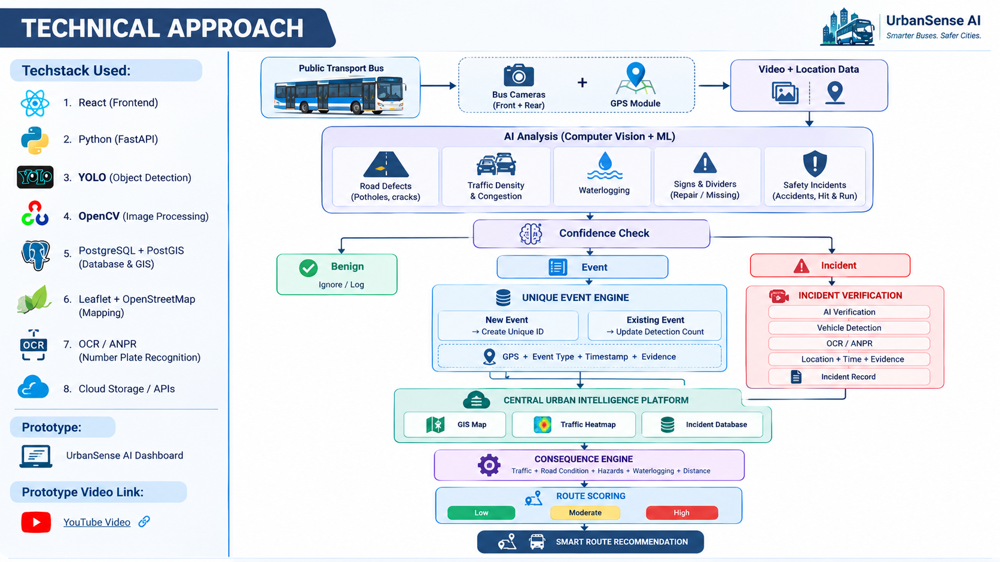 TECHNICAL APPROACH
UrbanSense AI
Smarter Buses. Safer Cities.
Techstack Used:
1. React (Frontend)
2. Python (FastAPI)
YOLO
3. YOLO (Object Detection)
4. OpenCV (Image Processing)
5. PostgreSQL + PostGIS
(Database & GIS)
6. Leaflet + OpenStreetMap
(Mapping)
OCR
7. OCR / ANPR
(Number Plate Recognition)
8. Cloud Storage / APIs
Prototype:
UrbanSense AI Dashboard
Prototype Video Link:
YouTube Video
Public Transport Bus
Bus Cameras
(Front + Rear)
+
GPS Module
Video + Location Data
AI Analysis (Computer Vision + ML)
Road Defects
(Potholes, cracks)
Traffic Density
& Congestion
Waterlogging
Signs & Dividers
(Repair / Missing)
Safety Incidents
(Accidents, Hit & Run)
Confidence Check
Benign
Ignore / Log
Event
Incident
UNIQUE EVENT ENGINE
New Event
→ Create Unique ID
Existing Event
→ Update Detection Count
GPS + Event Type + Timestamp + Evidence
INCIDENT VERIFICATION
AI Verification
Vehicle Detection
OCR / ANPR
Location + Time + Evidence
Incident Record
CENTRAL URBAN INTELLIGENCE PLATFORM
GIS Map
Traffic Heatmap
Incident Database
CONSEQUENCE ENGINE
Traffic + Road Condition + Hazards + Waterlogging + Distance
ROUTE SCORING
Low
Moderate
High
SMART ROUTE RECOMMENDATION